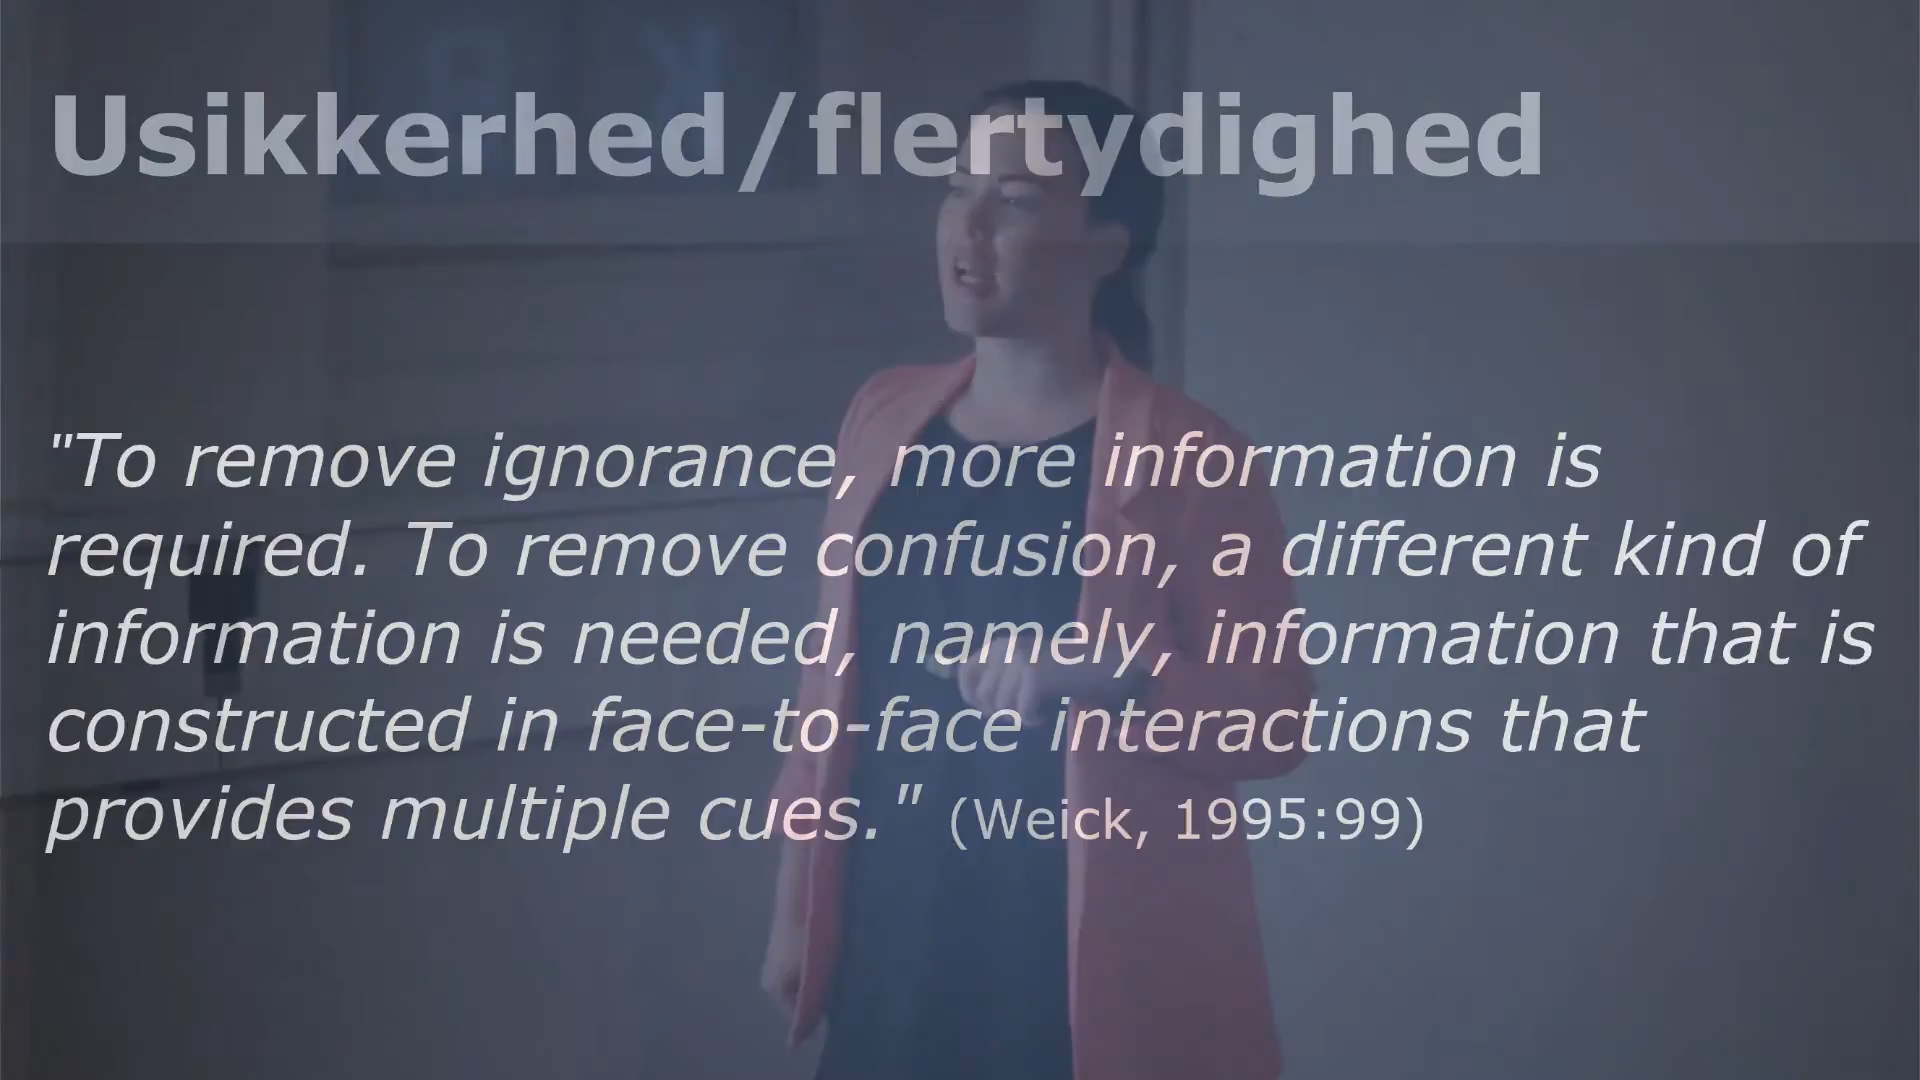 Usikkerhed/flertydighed
"To remove ignorance, more information is
required. To remove confusion, a different kind of
information is needed, namely, information that is
constructed in face-to-face interactions that
provides multiple cues." (Weick, 1995:99)